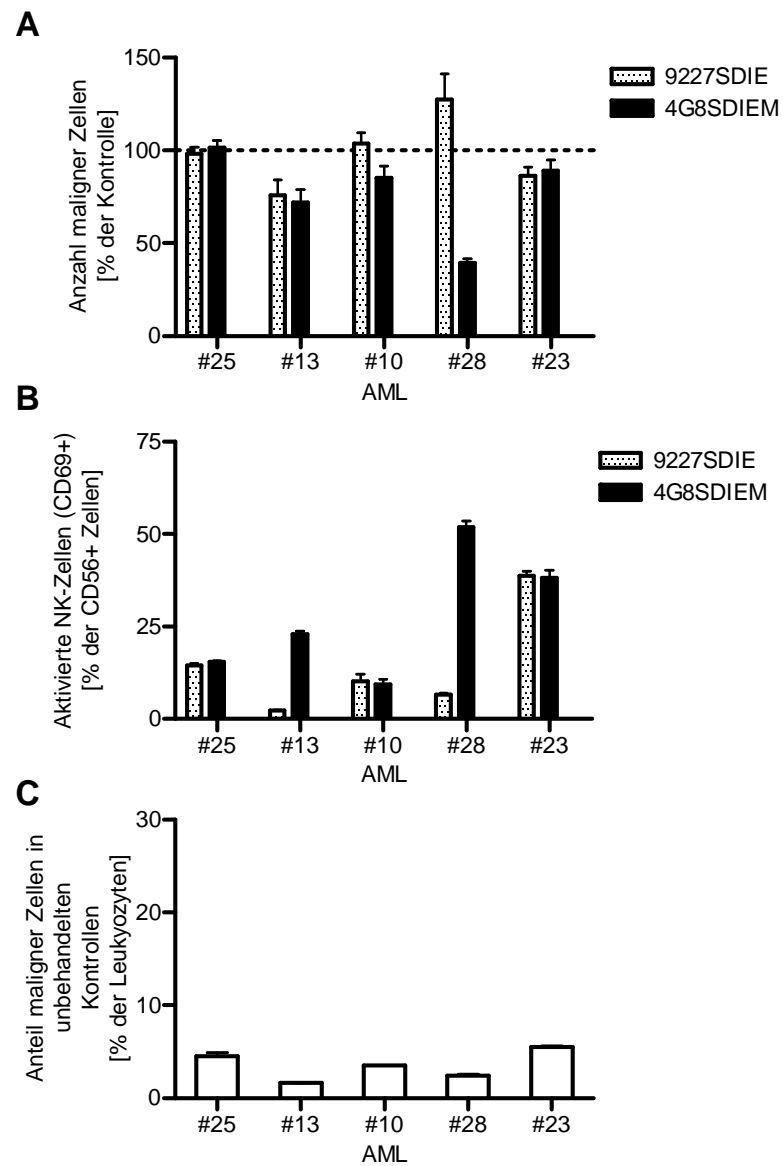 A
Anzahl maligner Zellen
[% der Kontrolle]
150
100
50
0
#25 #13 #10 #28 #23
AML
9227SDIE
4G8SDIEM
B
Aktivierte NK-Zellen (CD69+)
[% der CD56+ Zellen]
75
50
25
0
#25 #13 #10 #28 #23
AML
9227SDIE
4G8SDIEM
C
Anteil maligner Zellen in
unbehandelten
Kontrollen
[% der Leukyozyten]
30
20
10
0
#25 #13 #10 #28 #23
AML